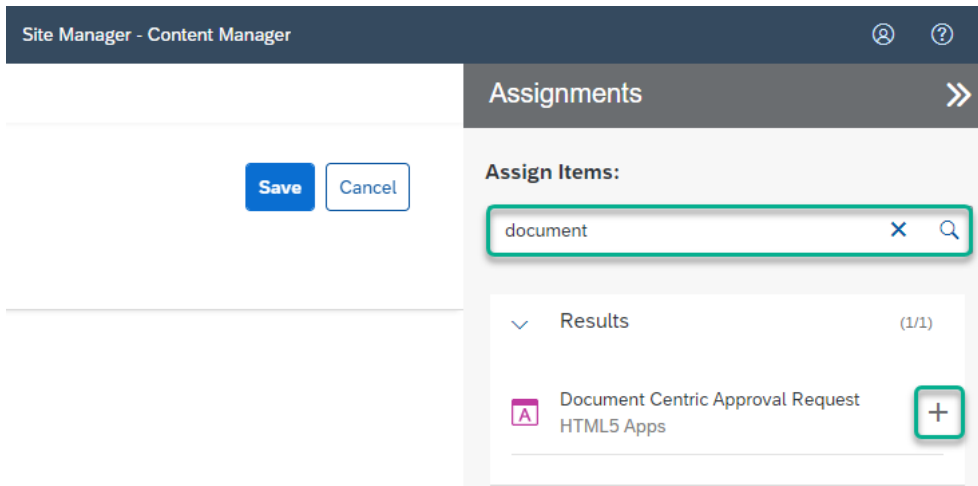 Site Manager - Content Manager
Assignments
Save
Cancel
Assign Items:
document
Results
(1/1)
A
Document Centric Approval Request
HTML5 Apps